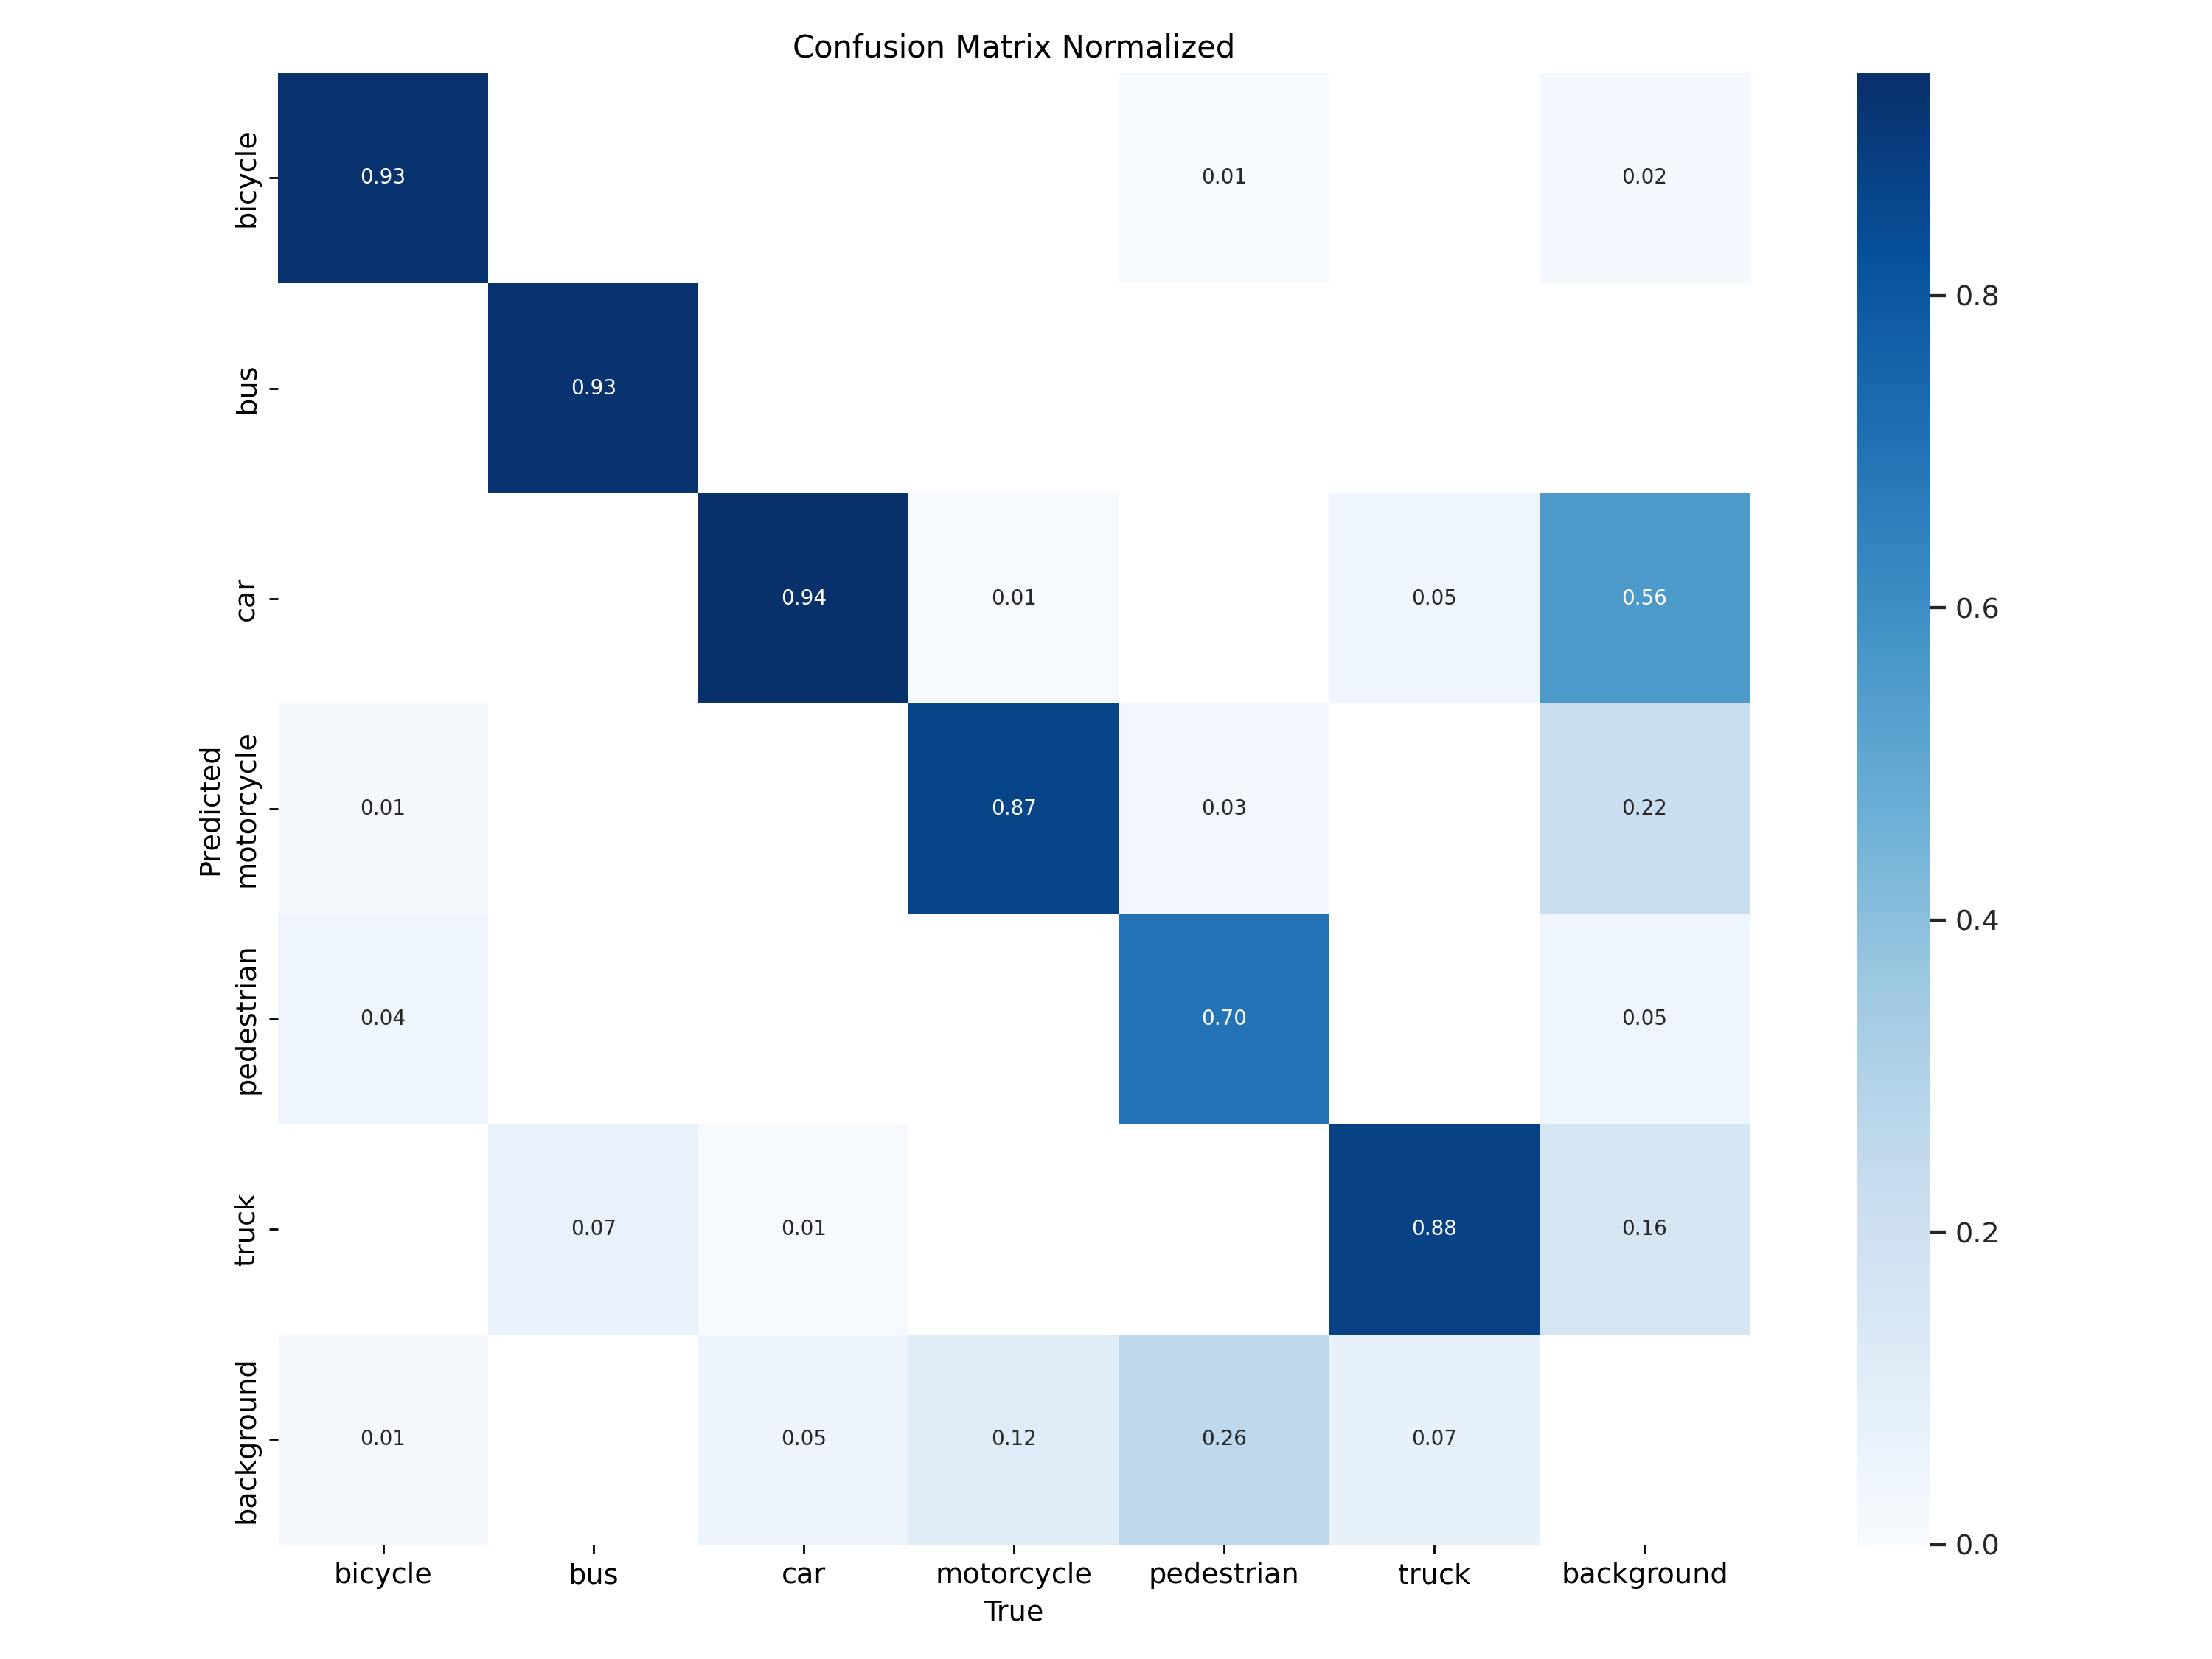 Confusion Matrix Normalized
bicycle
0.93
0.01
0.02
bus
0.93
car
0.94
0.01
0.05
0.56
motorcycle
0.01
0.87
0.03
0.22
pedestrian
0.04
0.70
0.05
truck
0.07
0.01
0.88
0.16
background
0.01
0.05
0.12
0.26
0.07
Predicted
bicycle
bus
car
motorcycle
pedestrian
truck
background
True
0.8
0.6
0.4
0.2
0.0